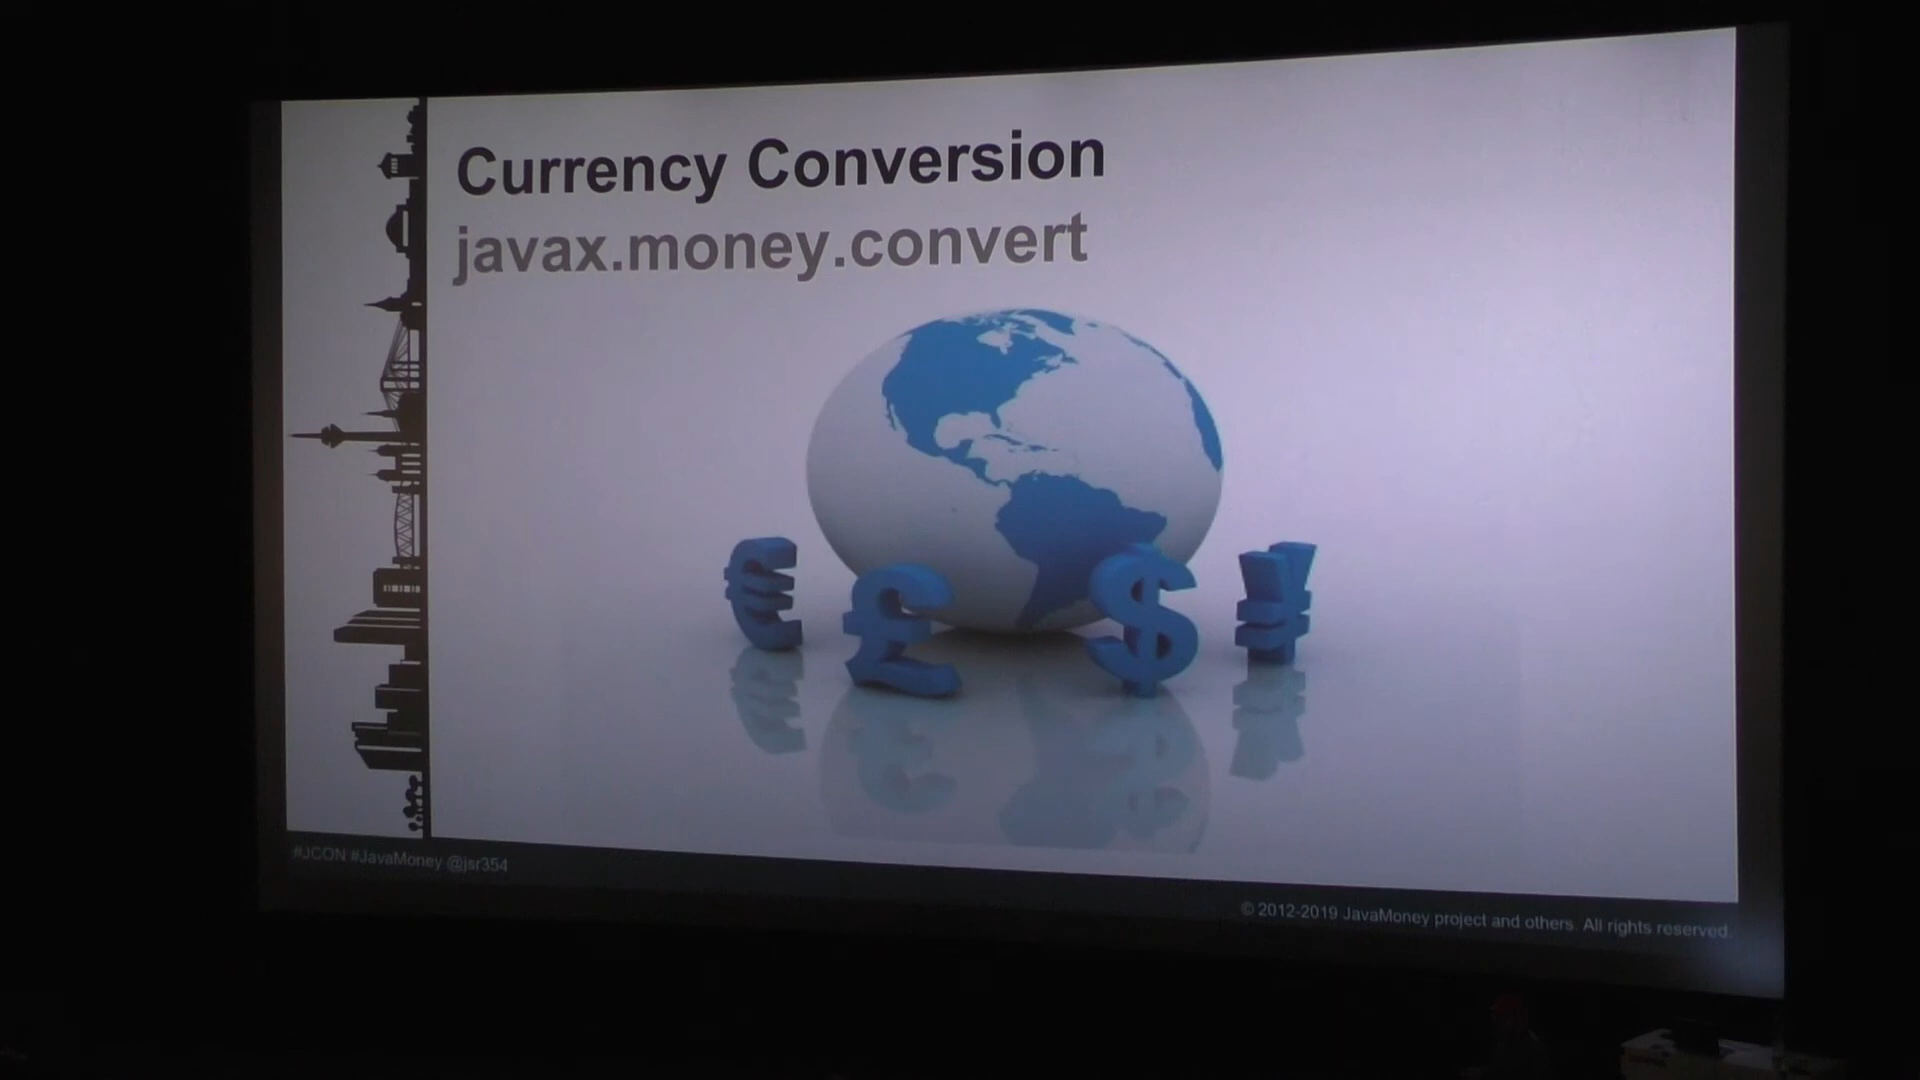 Currency Conversion
javax.money.convert
€ £ $ ¥
#JCON #JavaMoney @jsr354
© 2012-2019 JavaMoney project and others. All rights reserved.